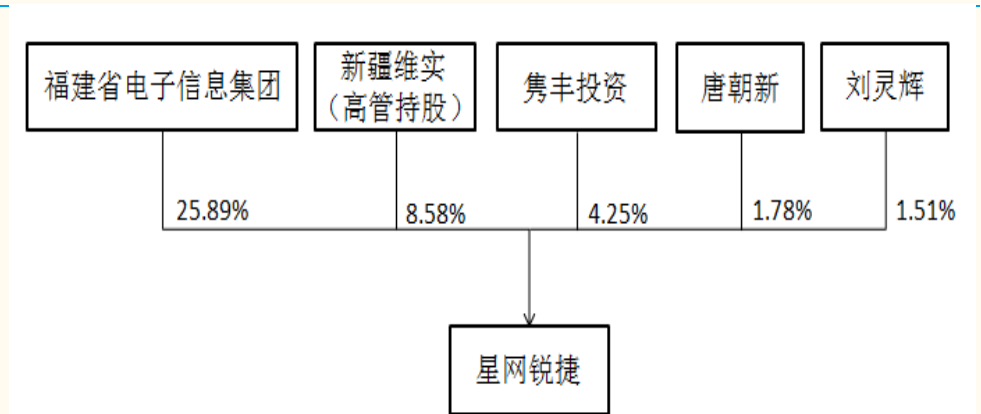 福建省电子信息集团
新疆维实
（高管持股）
隽丰投资
唐朝新
刘灵辉
25.89%
8.58%
4.25%
1.78%
1.51%
星网锐捷